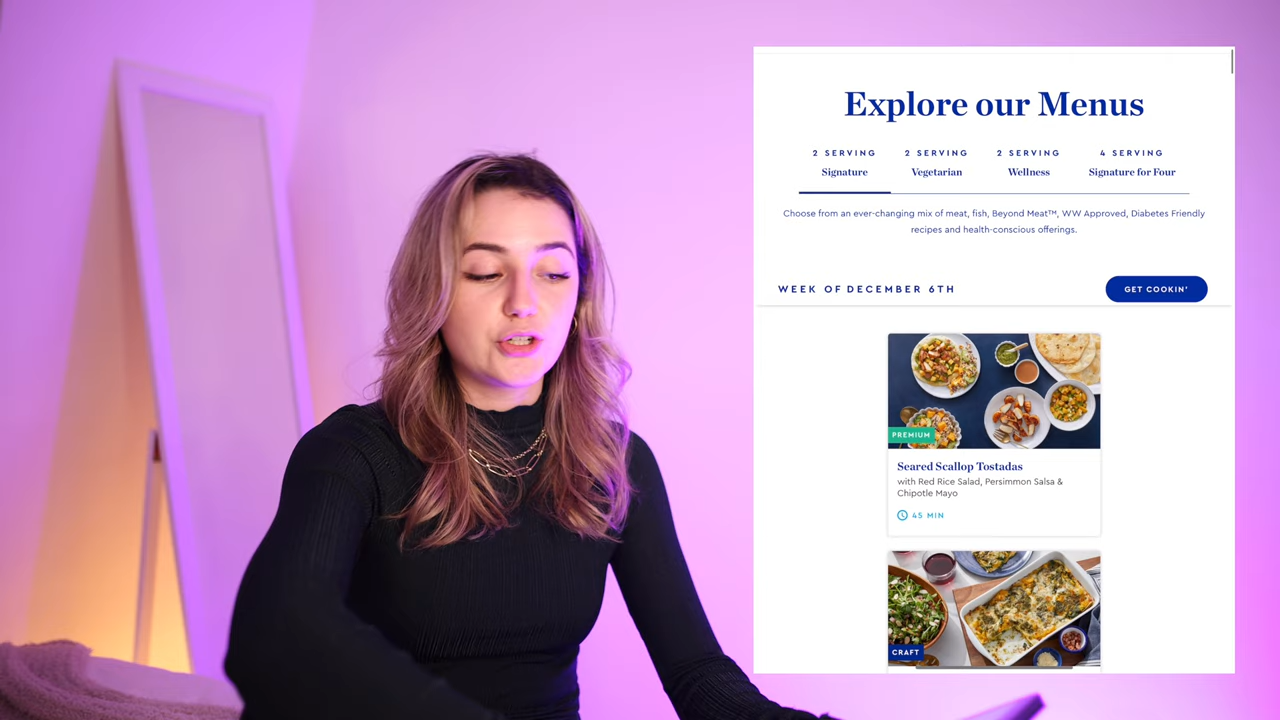 Explore our Menus
2 SERVING 2 SERVING 2 SERVING 4 SERVING
Signature Vegetarian Wellness Signature for Four
Choose from an ever-changing mix of meat, fish, Beyond Meat™, WW Approved, Diabetes Friendly
recipes and health-conscious offerings.
WEEK OF DECEMBER 6TH GET COOKIN'
PREMIUM
Seared Scallop Tostadas
with Red Rice Salad, Persimmon Salsa &
Chipotle Mayo
45 MIN
CRAFT